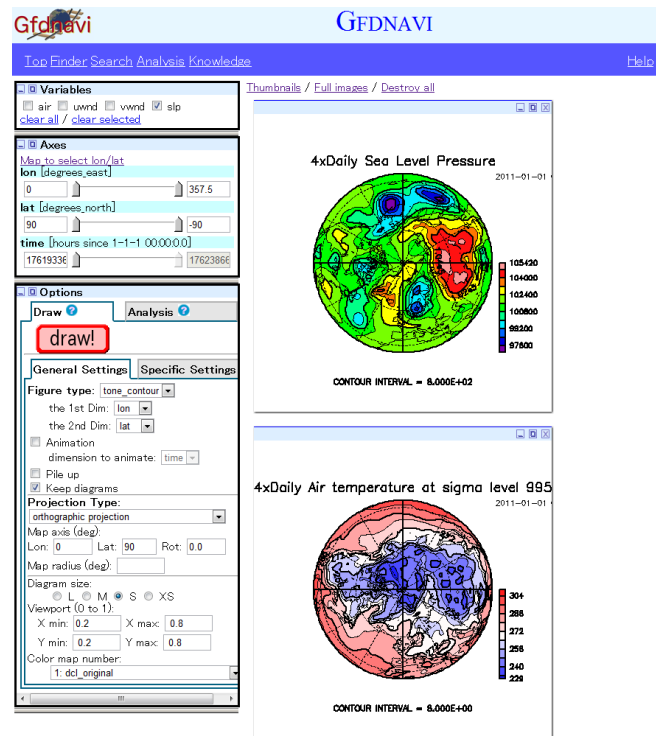 Gfdnavi
GFDNAVI
Top Finder Search Analysis Knowledge Help
Variables
air uwnd vwnd slp
clear all / clear selected
Axes
Map to select lon/lat
lon [degrees_east]
0 357.5
lat [degrees_north]
90 -90
time [hours since 1-1-1 00:00:0.0]
17619336 17623866
Options
Draw ? Analysis ?
draw!
General Settings Specific Settings
Figure type: tone_contour
the 1st Dim: lon
the 2nd Dim: lat
Animation
dimension to animate: time
Pile up
Keep diagrams
Projection Type:
orthographic projection
Map axis (deg):
Lon: 0 Lat: 90 Rot: 0.0
Map radius (deg):
Diagram size:
L M S XS
Viewport (0 to 1):
X min: 0.2 X max: 0.8
Y min: 0.2 Y max: 0.8
Color map number:
1: dcl_original
Thumbnails / Full images / Destroy all
4xDaily Sea Level Pressure
2011-01-01
105420
104000
102400
100800
99200
97600
CONTOUR INTERVAL = 8.000E+02
4xDaily Air temperature at sigma level 995
2011-01-01
304
288
272
256
240
229
CONTOUR INTERVAL = 8.000E+00